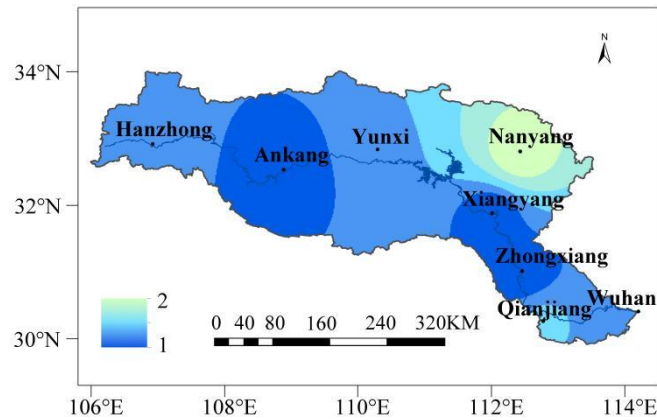 N
34°N
Hanzhong
Yunxi
Nanyang
Ankang
32°N
Xiangyang
Zhongxiang
Qianjiang
Wuhan
2
1
0 40 80 160 240 320KM
30°N
106°E 108°E 110°E 112°E 114°E